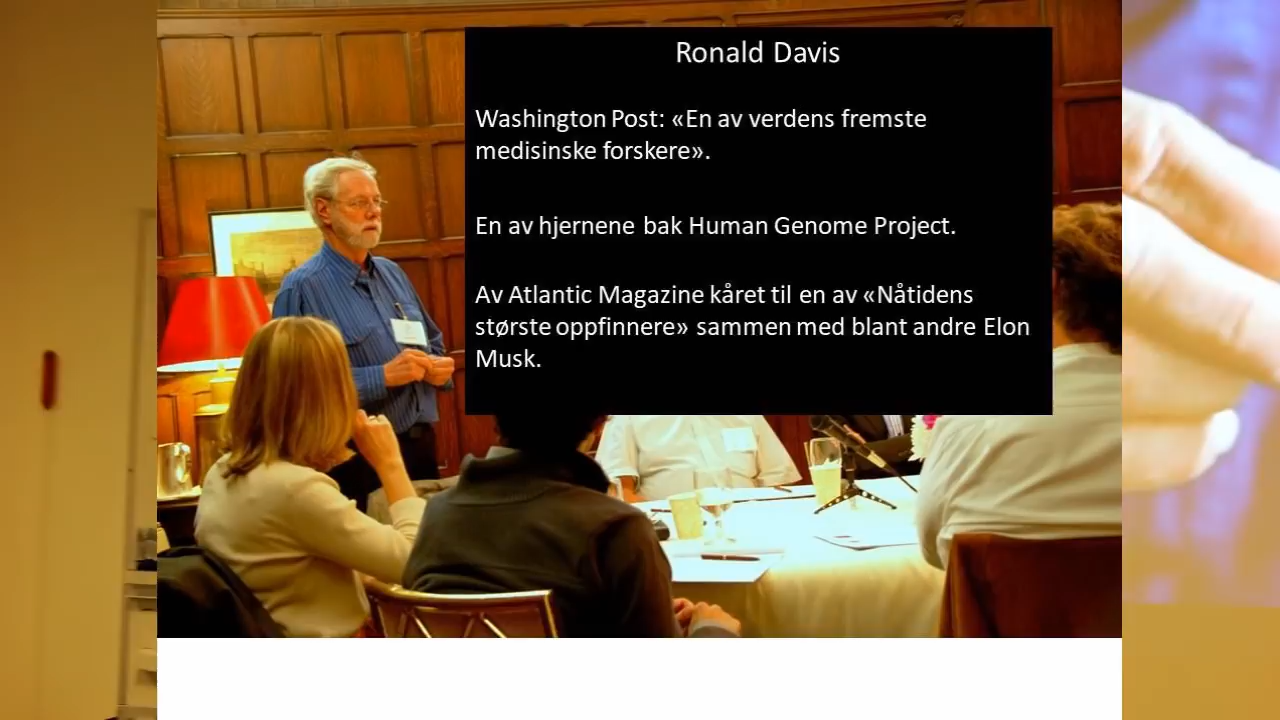 Ronald Davis
Washington Post: «En av verdens fremste
medisinske forskere».
En av hjernene bak Human Genome Project.
Av Atlantic Magazine kåret til en av «Nåtidens
største oppfinnere» sammen med blant andre Elon
Musk.